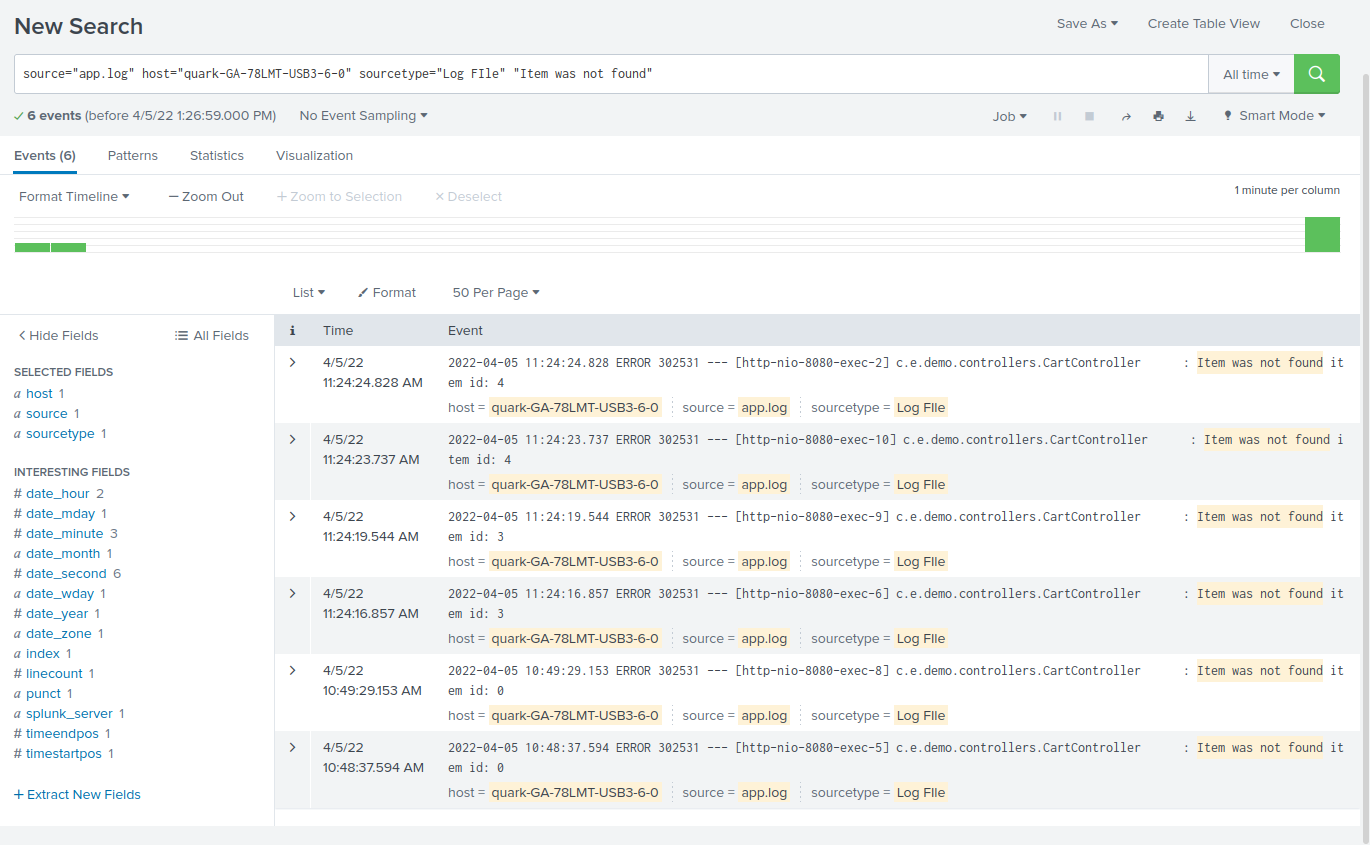 New Search
Save As Create Table View Close
source="app.log" host="quark-GA-78LMT-USB3-6-0" sourcetype="Log FIle" "Item was not found"
All time
6 events (before 4/5/22 1:26:59.000 PM) No Event Sampling
Job Smart Mode
Events (6) Patterns Statistics Visualization
Format Timeline — Zoom Out + Zoom to Selection × Deselect
1 minute per column
List Format 50 Per Page
< Hide Fields All Fields
SELECTED FIELDS
a host 1
a source 1
a sourcetype 1
INTERESTING FIELDS
# date_hour 2
# date_mday 1
# date_minute 3
# date_month 1
# date_second 6
a date_wday 1
# date_year 1
a date_zone 1
a index 1
# linecount 1
a punct 1
a splunk_server 1
# timeendpos 1
# timestartpos 1
+ Extract New Fields
i Time Event
> 4/5/22 2022-04-05 11:24:24.828 ERROR 302531 --- [http-nio-8080-exec-2] c.e.demo.controllers.CartController : Item was not found it
11:24:24.828 AM em id: 4
host = quark-GA-78LMT-USB3-6-0 source = app.log sourcetype = Log FIle
> 4/5/22 2022-04-05 11:24:23.737 ERROR 302531 --- [http-nio-8080-exec-10] c.e.demo.controllers.CartController : Item was not found i
11:24:23.737 AM tem id: 4
host = quark-GA-78LMT-USB3-6-0 source = app.log sourcetype = Log FIle
> 4/5/22 2022-04-05 11:24:19.544 ERROR 302531 --- [http-nio-8080-exec-9] c.e.demo.controllers.CartController : Item was not found it
11:24:19.544 AM em id: 3
host = quark-GA-78LMT-USB3-6-0 source = app.log sourcetype = Log FIle
> 4/5/22 2022-04-05 11:24:16.857 ERROR 302531 --- [http-nio-8080-exec-6] c.e.demo.controllers.CartController : Item was not found it
11:24:16.857 AM em id: 3
host = quark-GA-78LMT-USB3-6-0 source = app.log sourcetype = Log FIle
> 4/5/22 2022-04-05 10:49:29.153 ERROR 302531 --- [http-nio-8080-exec-8] c.e.demo.controllers.CartController : Item was not found it
10:49:29.153 AM em id: 0
host = quark-GA-78LMT-USB3-6-0 source = app.log sourcetype = Log FIle
> 4/5/22 2022-04-05 10:48:37.594 ERROR 302531 --- [http-nio-8080-exec-5] c.e.demo.controllers.CartController : Item was not found it
10:48:37.594 AM em id: 0
host = quark-GA-78LMT-USB3-6-0 source = app.log sourcetype = Log FIle